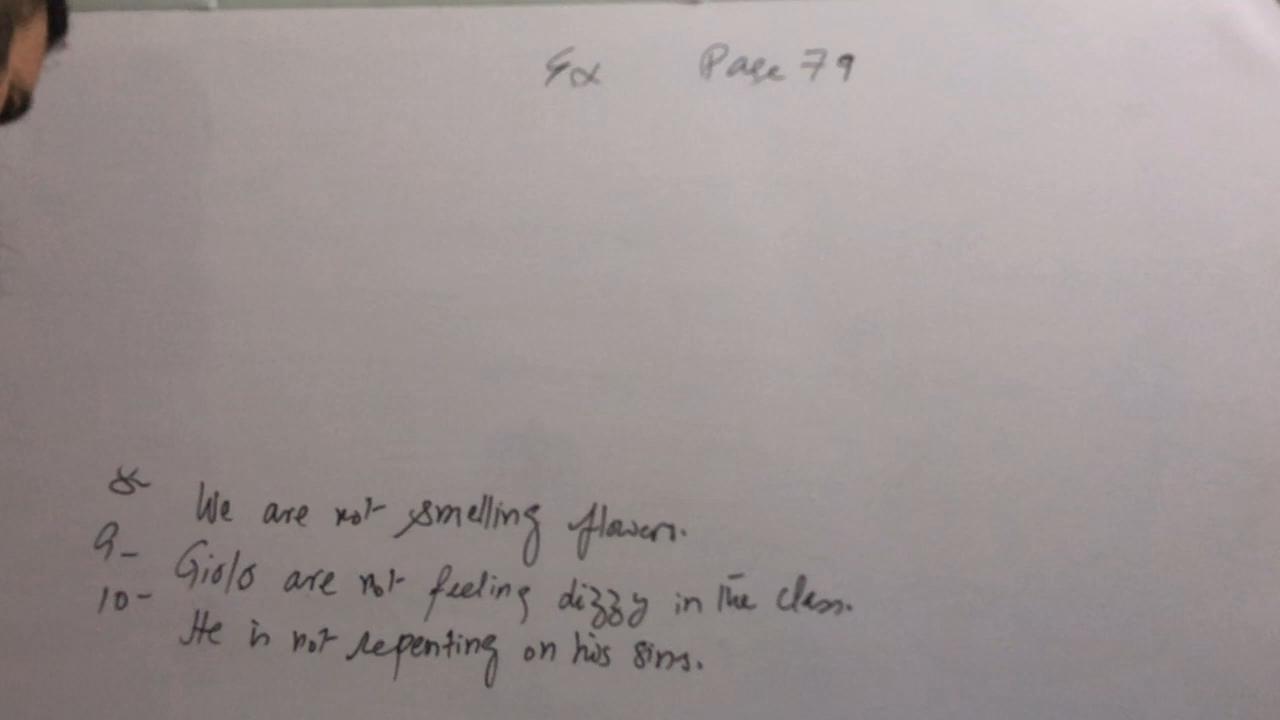 Ex Page 79
8- We are not smelling flowers.
9- Girls are not feeling dizzy in the class.
10- He is not repenting on his sins.